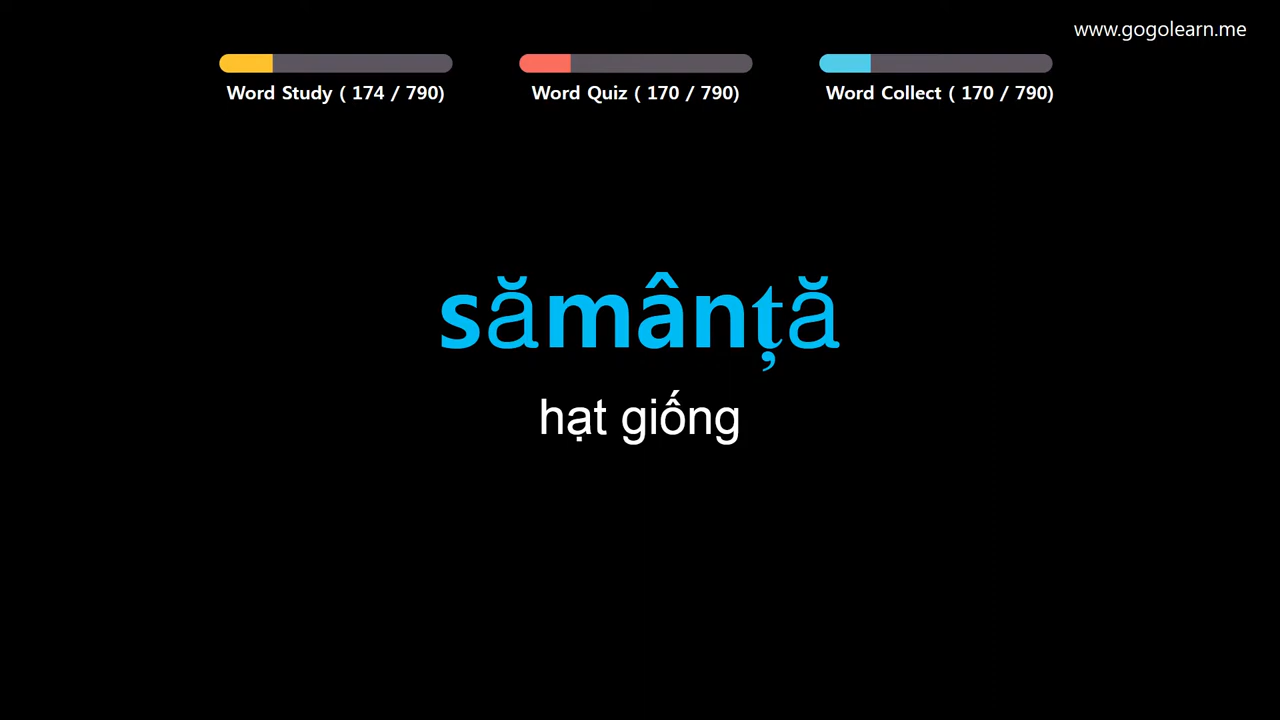 www.gogolearn.me
Word Study ( 174 / 790)
Word Quiz ( 170 / 790)
Word Collect ( 170 / 790)
sămânță
hạt giống